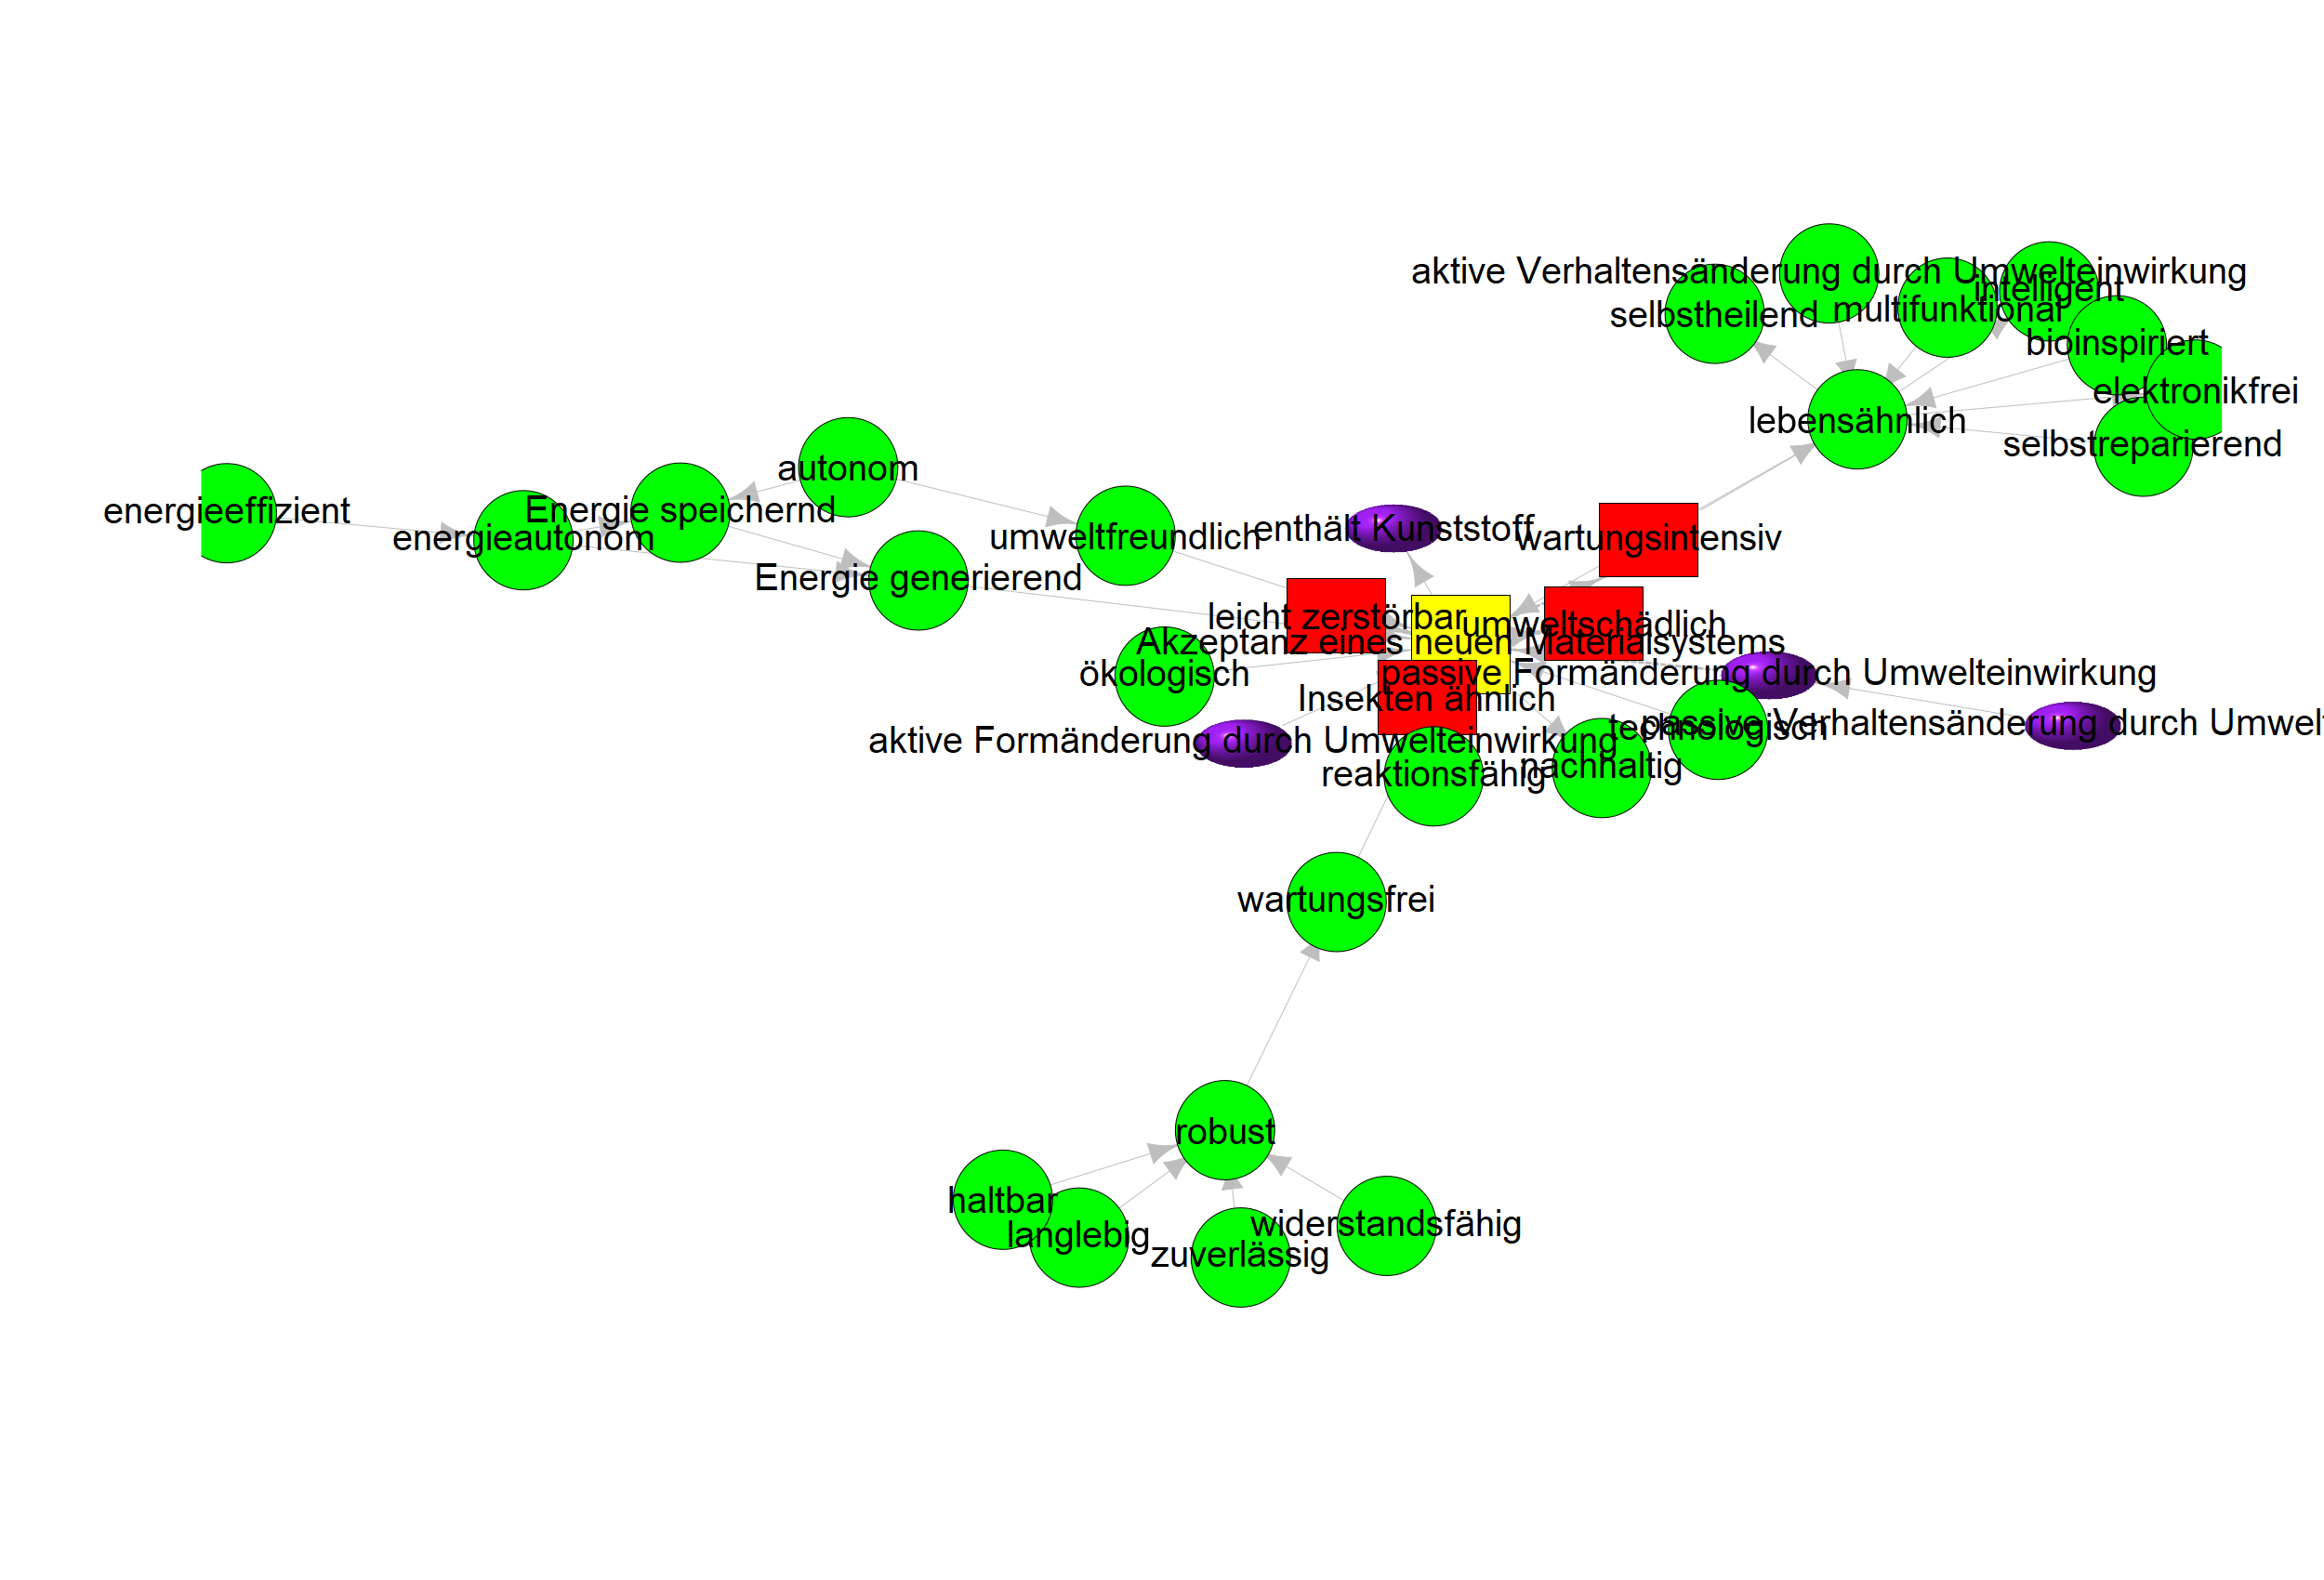 aktive Verhaltensänderung durch Umwelteinwirkung
intelligent
multifunktional
selbstheilend
bioinspiriert
elektronikfrei
lebensähnlich
selbstreparierend
autonom
energieeffizient
Energie speichernd
energieautonom
umweltfreundlich
enthält Kunststoff
wartungsintensiv
Energie generierend
leicht zerstörbar
umweltschädlich
Akzeptanz eines neuen Materialsystems
ökologisch
passive Formänderung durch Umwelteinwirkung
Insekten ähnlich
technologisch
passive Verhaltensänderung durch Umwelt
aktive Formänderung durch Umwelteinwirkung
reaktionsfähig
nachhaltig
wartungsfrei
robust
haltbar
langlebig
widerstandsfähig
zuverlässig